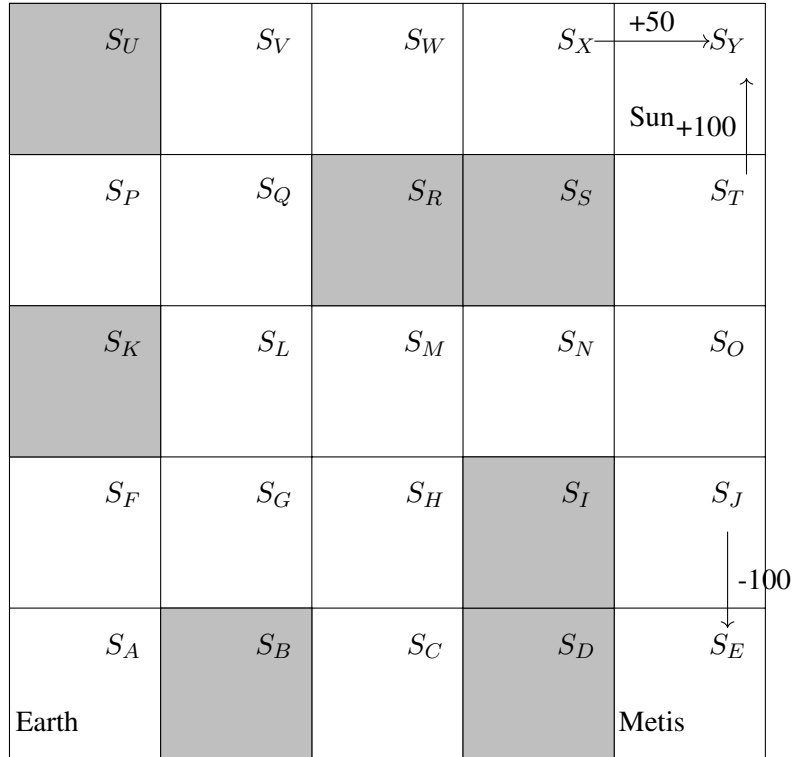 S_U S_V S_W S_X +50 S_Y
Sun +100
S_P S_Q S_R S_S S_T
S_K S_L S_M S_N S_O
S_F S_G S_H S_I S_J
-100
S_A S_B S_C S_D S_E
Earth Metis